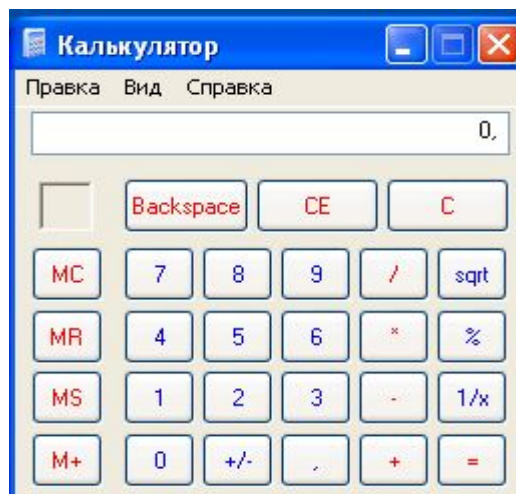 Калькулятор
Правка Вид Справка
0,
Backspace CE C
MC 7 8 9 / sqrt
MR 4 5 6 * %
MS 1 2 3 - 1/x
M+ 0 +/- , + =